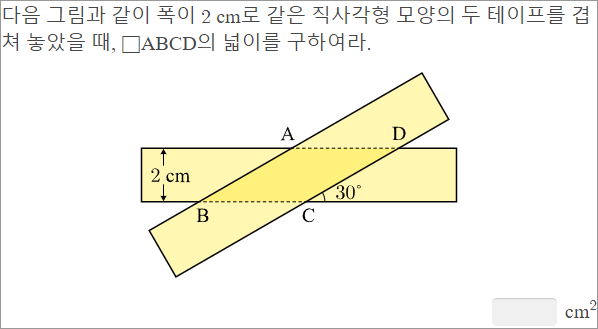 다음 그림과 같이 폭이 2 cm로 같은 직사각형 모양의 두 테이프를 겹
쳐 놓았을 때, □ABCD의 넓이를 구하여라.
A
D
2 cm
30°
B
C
cm²